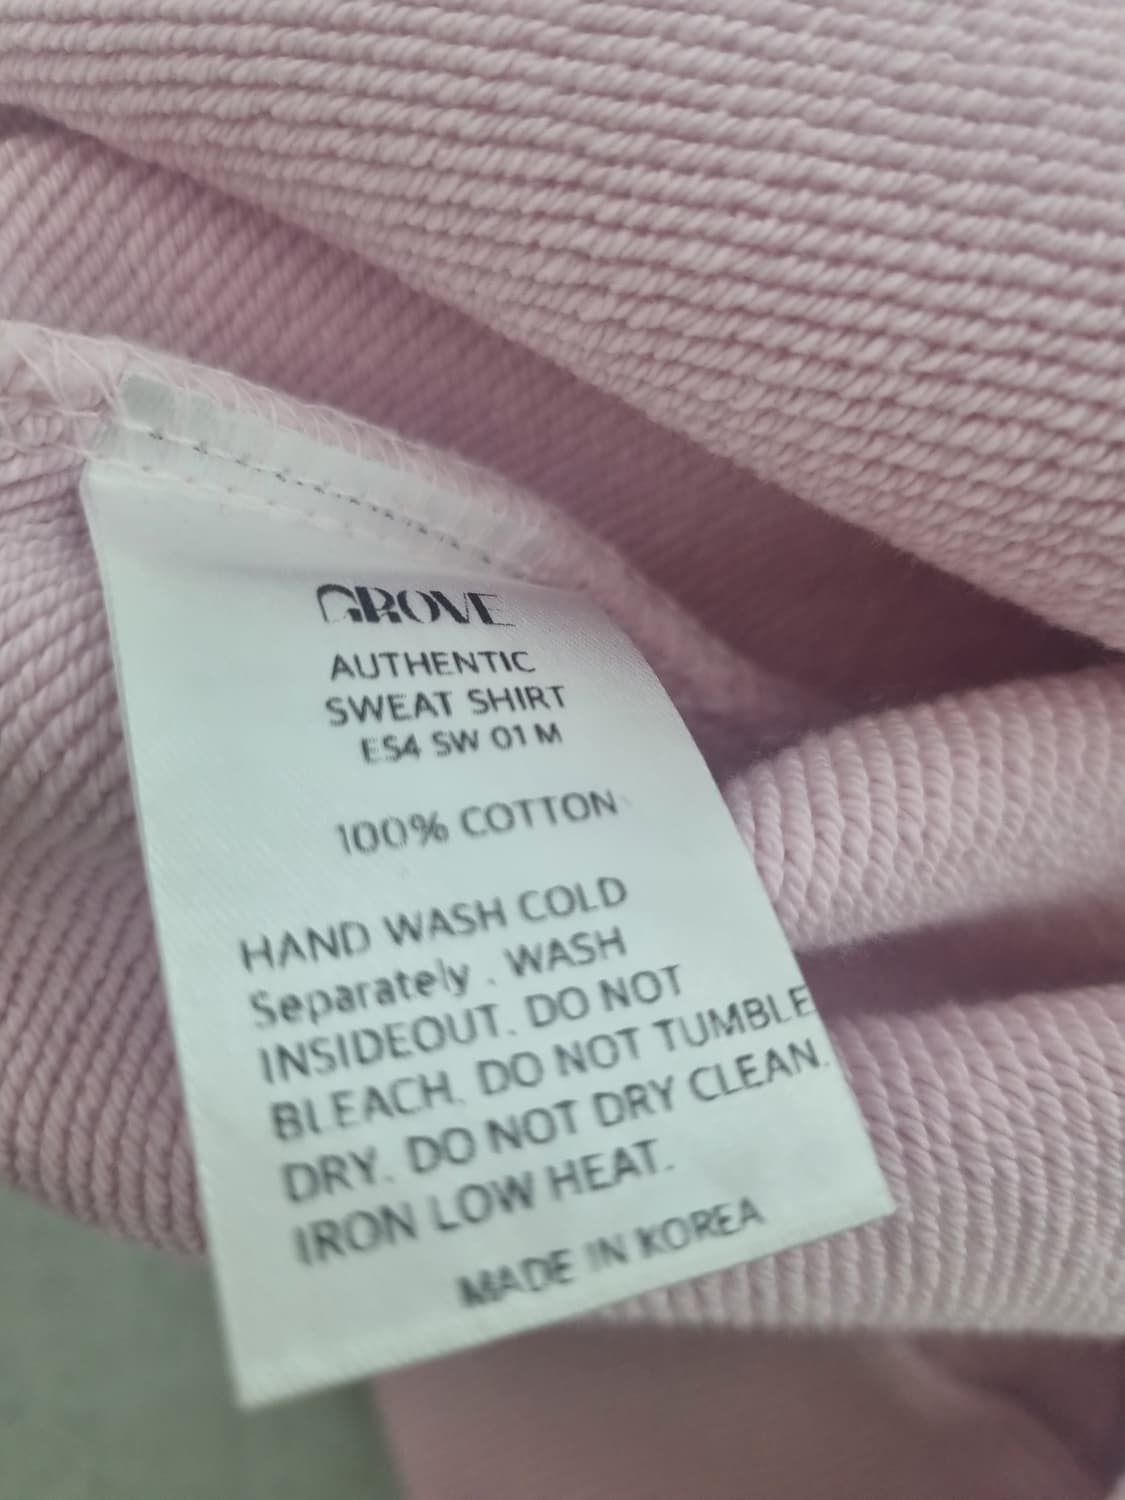 GROVE
AUTHENTIC
SWEAT SHIRT
ES4 SW 01 M
100% COTTON
HAND WASH COLD
Separately . WASH
INSIDEOUT. DO NOT
BLEACH. DO NOT TUMBLE
DRY. DO NOT DRY CLEAN.
IRON LOW HEAT.
MADE IN KOREA